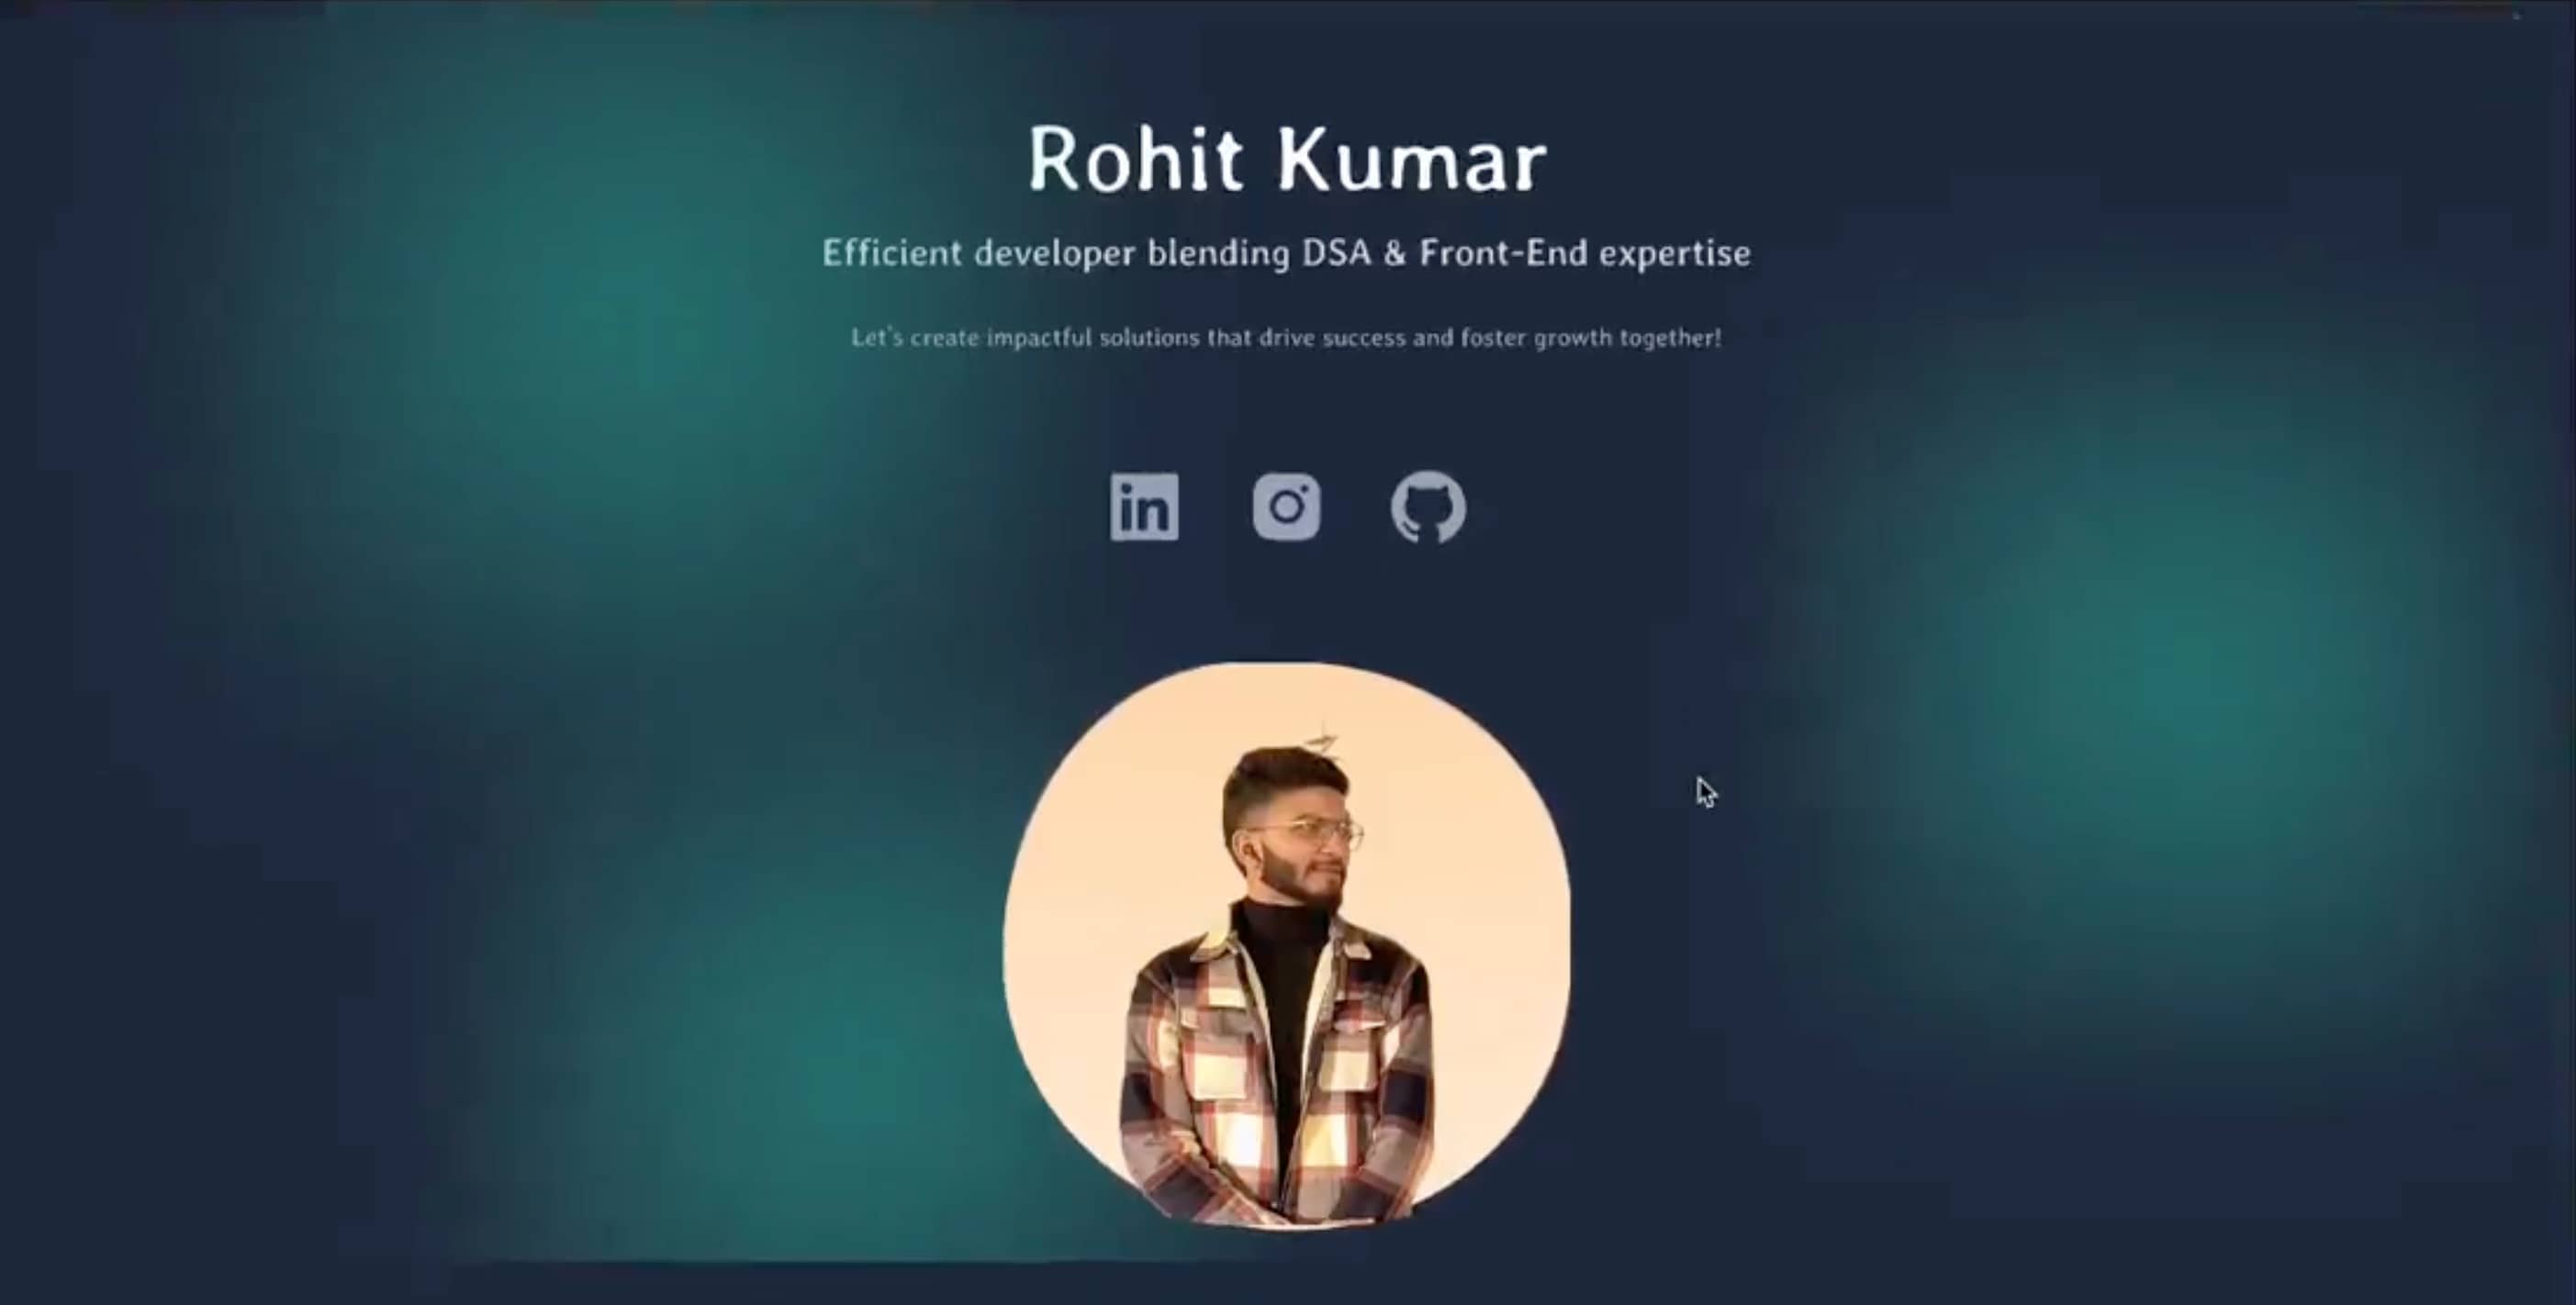 Rohit Kumar
Efficient developer blending DSA & Front-End expertise
Let's create impactful solutions that drive success and foster growth together!
in